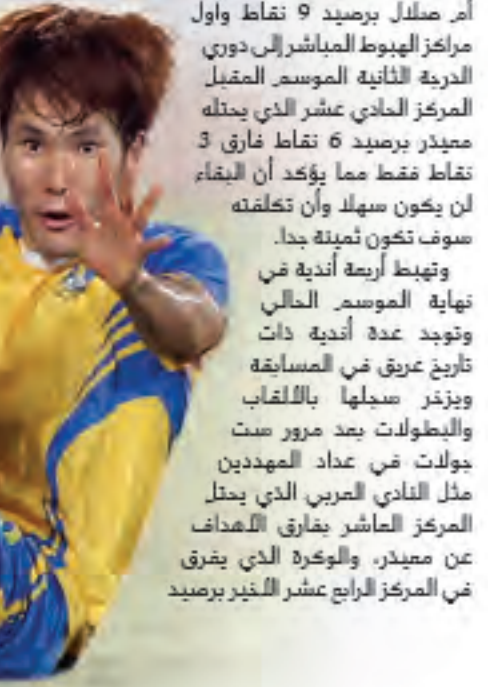 أم صلال برصيد 9 نقاط واول
مراكز الهبوط المباشر إلى دوري
الدرجة الثانية الموسم المقبل
المركز الحادي عشر الذي يحتله
معيذر برصيد 6 نقاط فارق 3
نقاط فقط مما يؤكد أن البقاء
لن يكون سهلا وأن تكلفته
سوف تكون ثمينة جدا.
وتهبط أربعة أندية في
نهاية الموسم الحالي
وتوجد عدة أندية ذات
تاريخ عريق في المسابقة
ويزخر سجلها بالألقاب
والبطولات بعد مرور ست
جولات في عداد المهددين
مثل النادي العربي الذي يحتل
المركز العاشر بفارق الأهداف
عن معيذر، والوكرة الذي يغرق
في المركز الرابع عشر الأخير برصيد